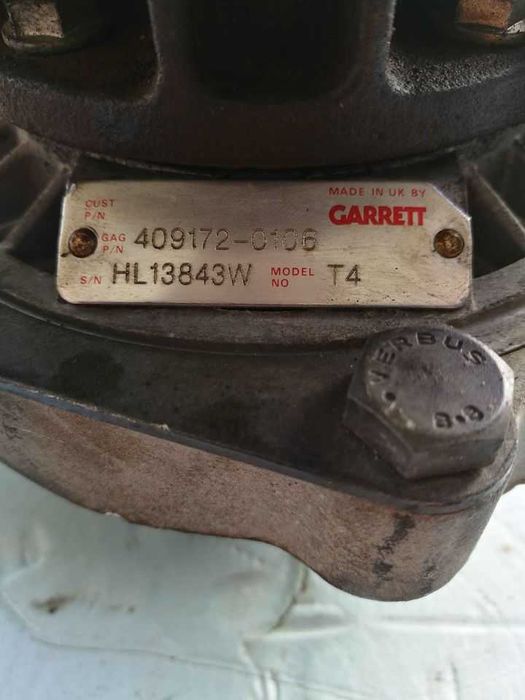 CUST P/N
MADE IN UK BY
GARRETT
GAG P/N 409172-0106
S/N HL13843W MODEL NO T4
VERBUS
8.8